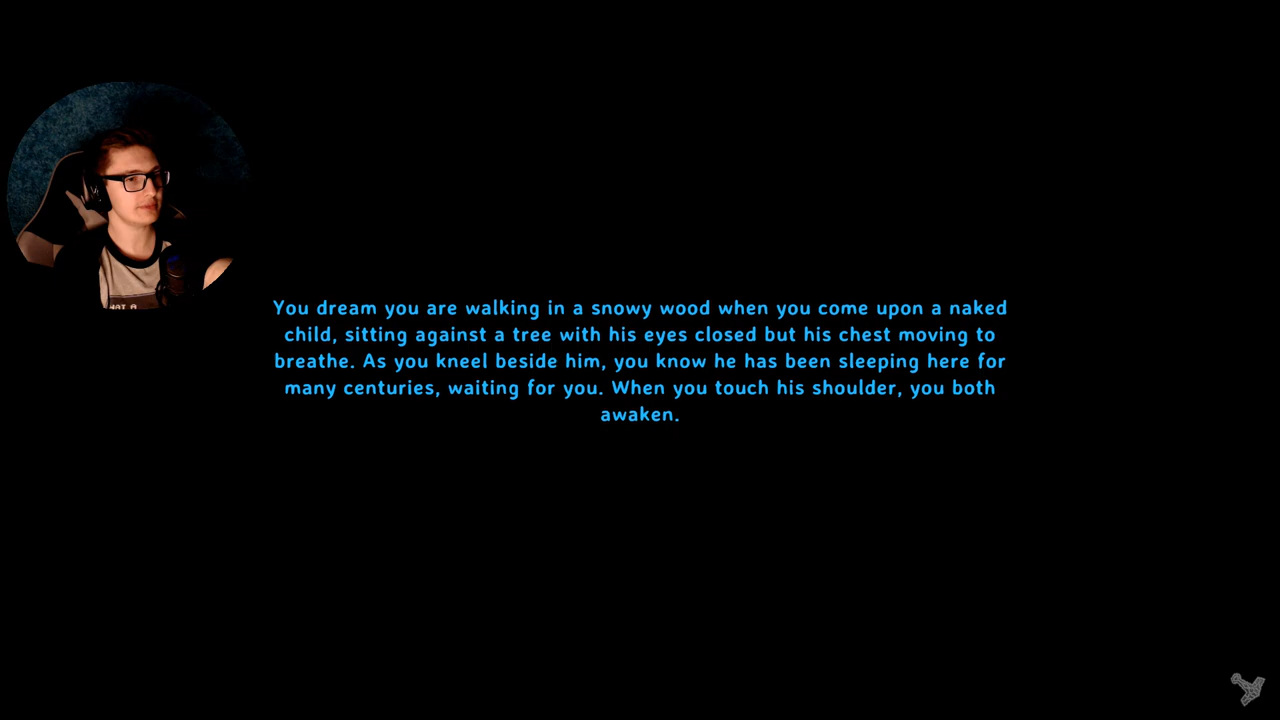 You dream you are walking in a snowy wood when you come upon a naked
child, sitting against a tree with his eyes closed but his chest moving to
breathe. As you kneel beside him, you know he has been sleeping here for
many centuries, waiting for you. When you touch his shoulder, you both
awaken.